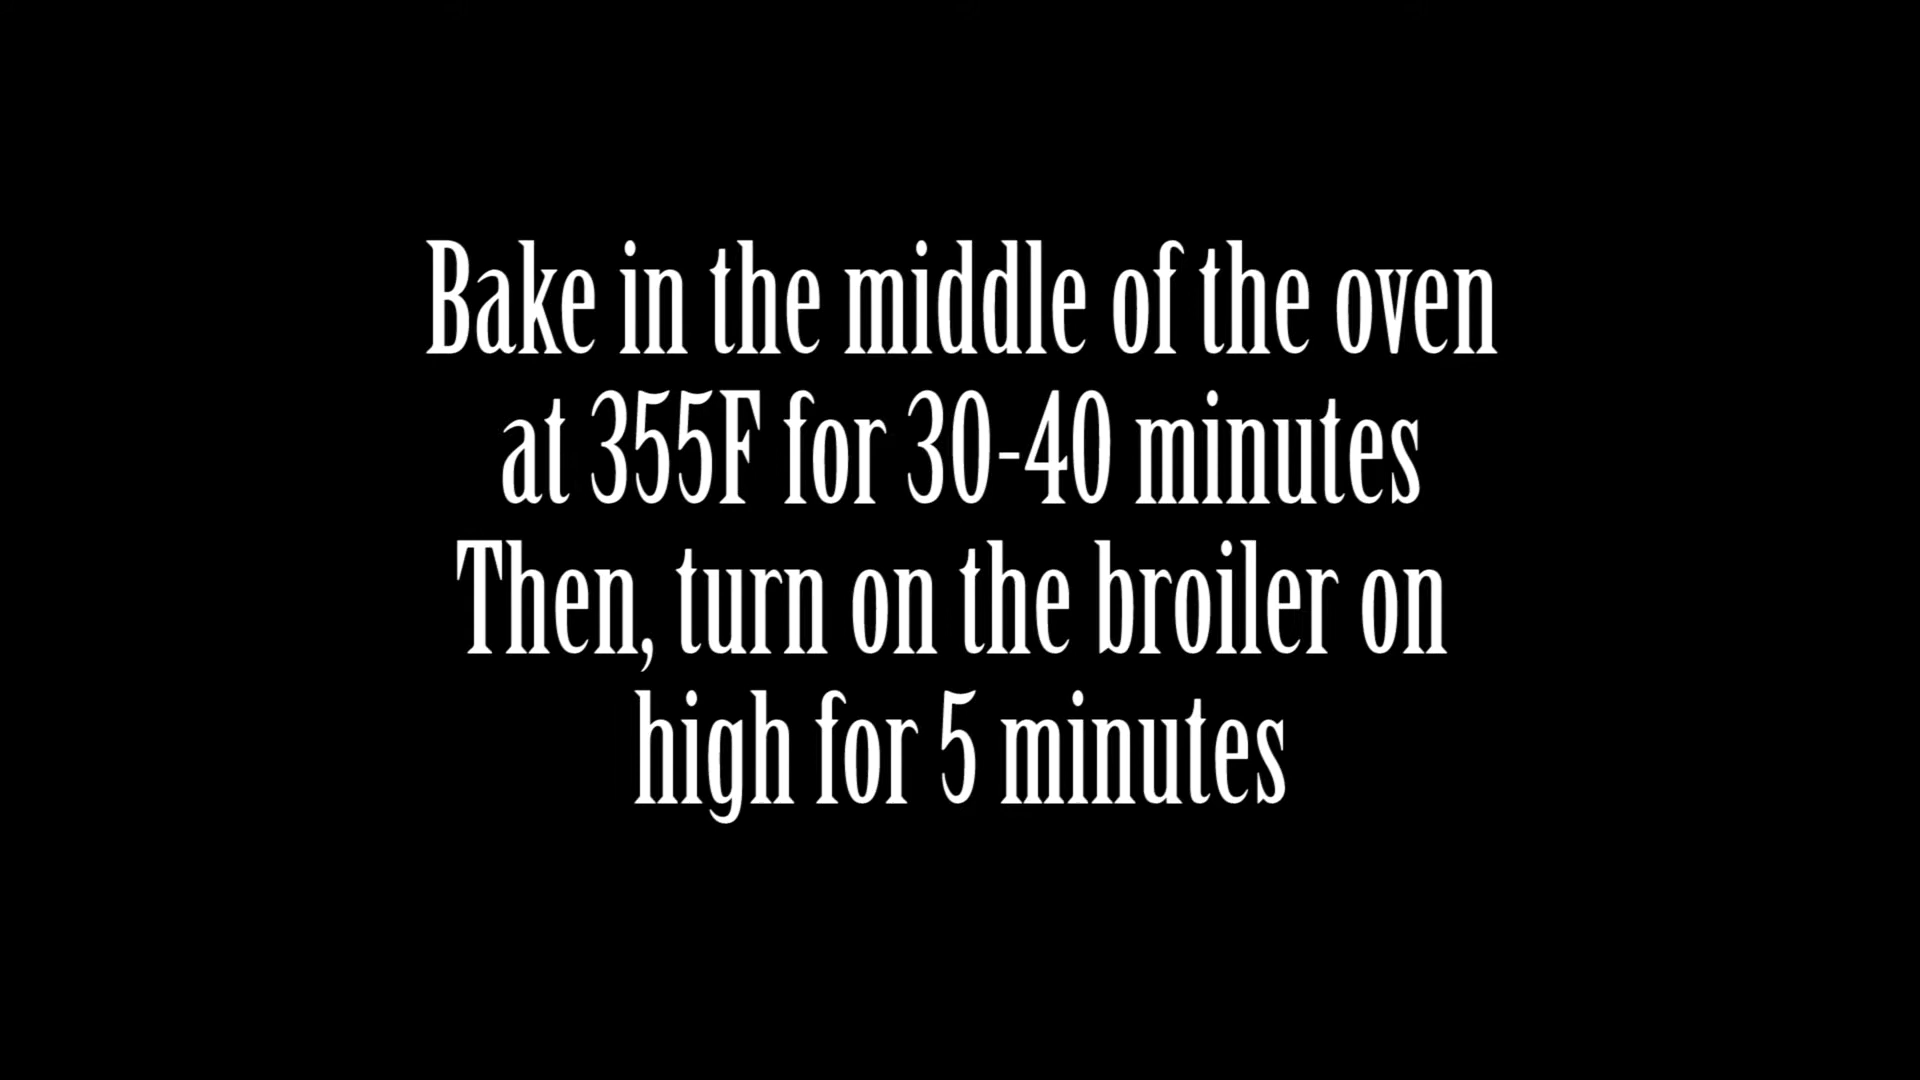 Bake in the middle of the oven
at 355F for 30-40 minutes
Then, turn on the broiler on
high for 5 minutes